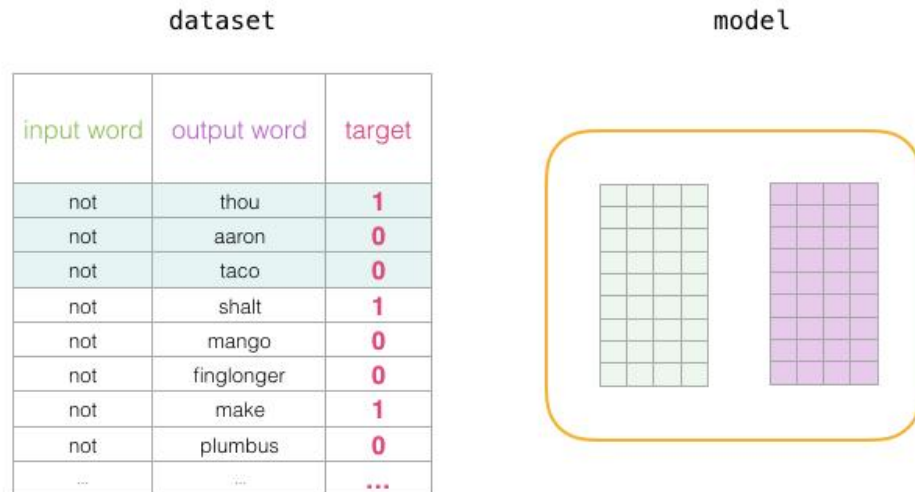 dataset model
input word output word target
not thou 1
not aaron 0
not taco 0
not shalt 1
not mango 0
not finglonger 0
not make 1
not plumbus 0
... ... ...